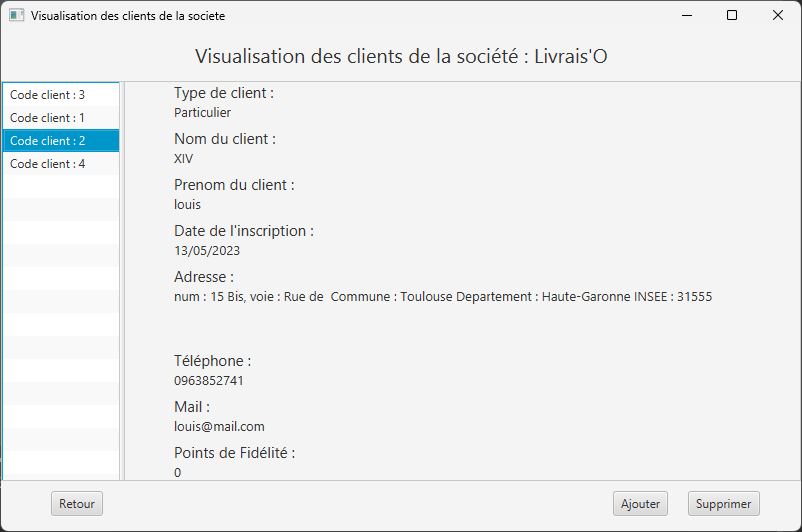 Visualisation des clients de la societe
Visualisation des clients de la société : Livrais'O
Code client : 3
Code client : 1
Code client : 2
Code client : 4
Type de client :
Particulier
Nom du client :
XIV
Prenom du client :
louis
Date de l'inscription :
13/05/2023
Adresse :
num : 15 Bis, voie : Rue de  Commune : Toulouse Departement : Haute-Garonne INSEE : 31555
Téléphone :
0963852741
Mail :
louis@mail.com
Points de Fidélité :
0
Retour
Ajouter
Supprimer